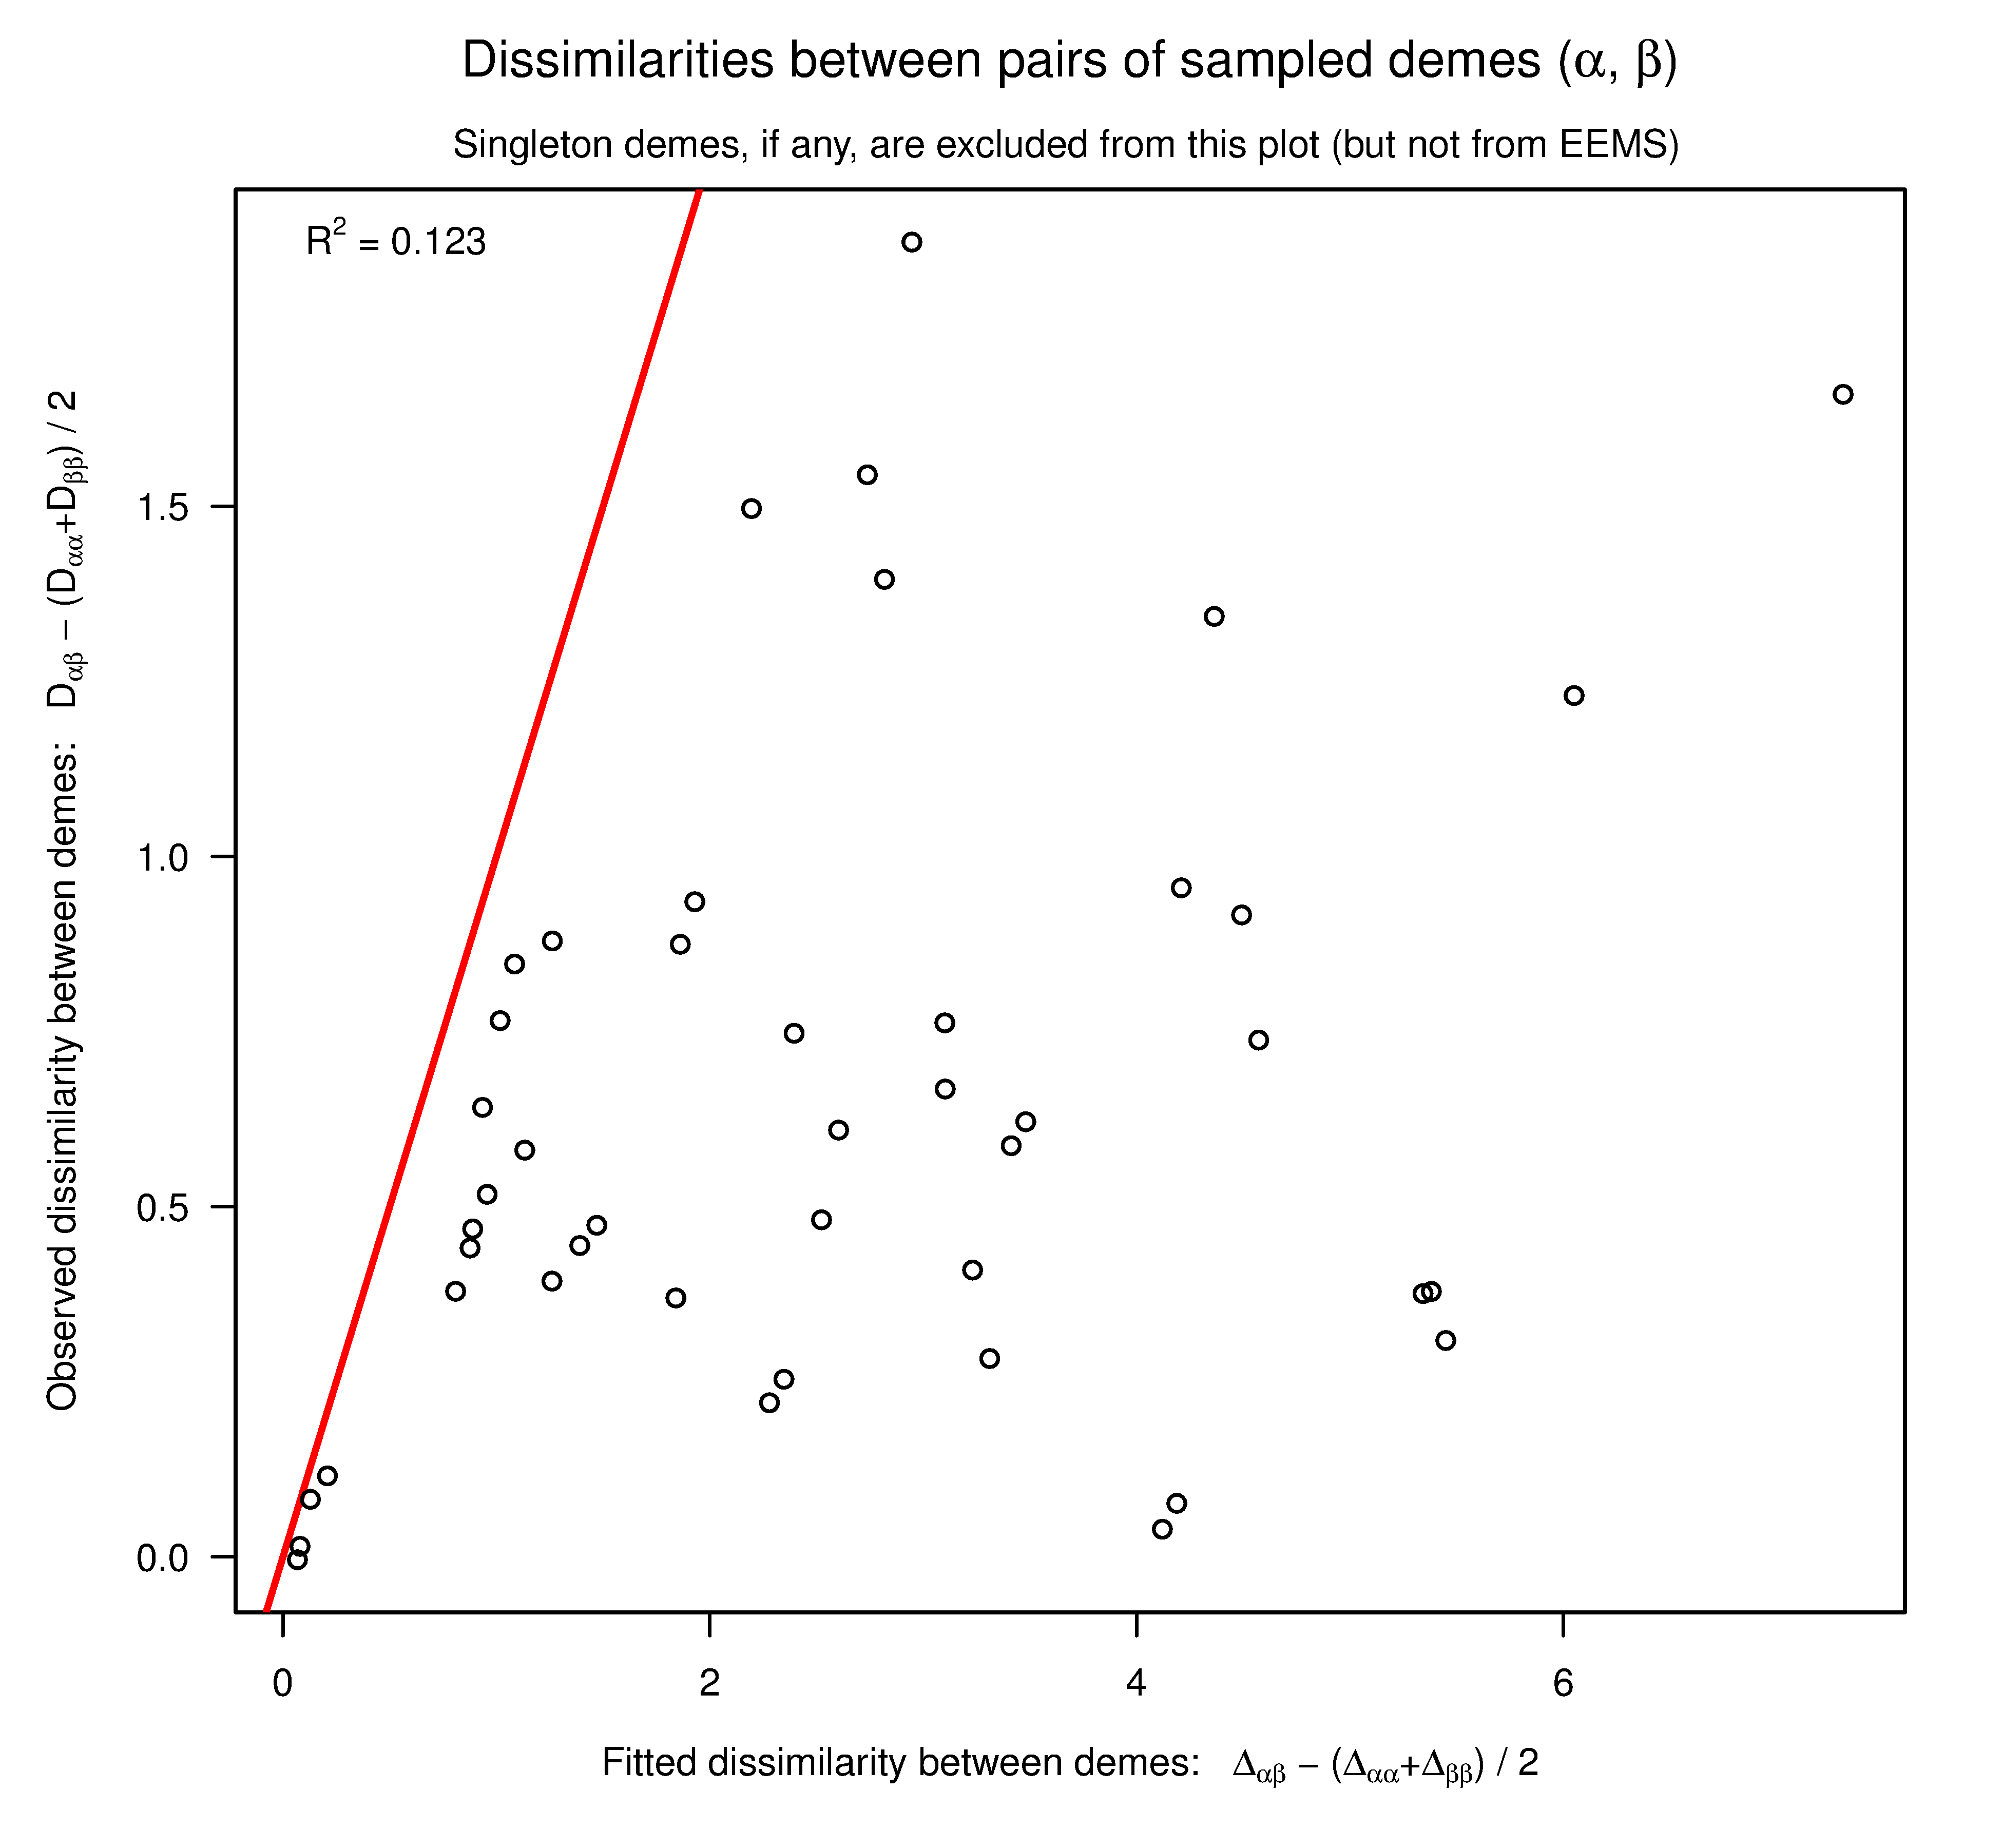 Dissimilarities between pairs of sampled demes (α, β)
Singleton demes, if any, are excluded from this plot (but not from EEMS)
R² = 0.123
Observed dissimilarity between demes: Dαβ − (Dαα+Dββ) / 2
1.5
1.0
0.5
0.0
0 2 4 6
Fitted dissimilarity between demes: Δαβ − (Δαα+Δββ) / 2